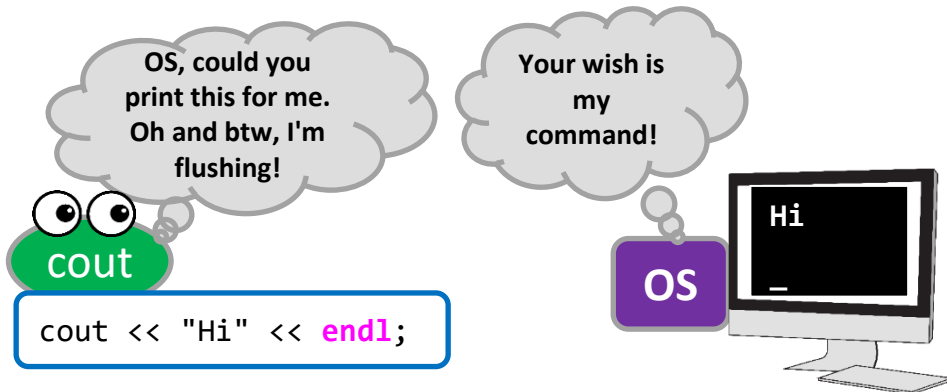 OS, could you
print this for me.
Oh and btw, I'm
flushing!
Your wish is
my
command!
cout
cout << "Hi" << endl;
OS
Hi
_